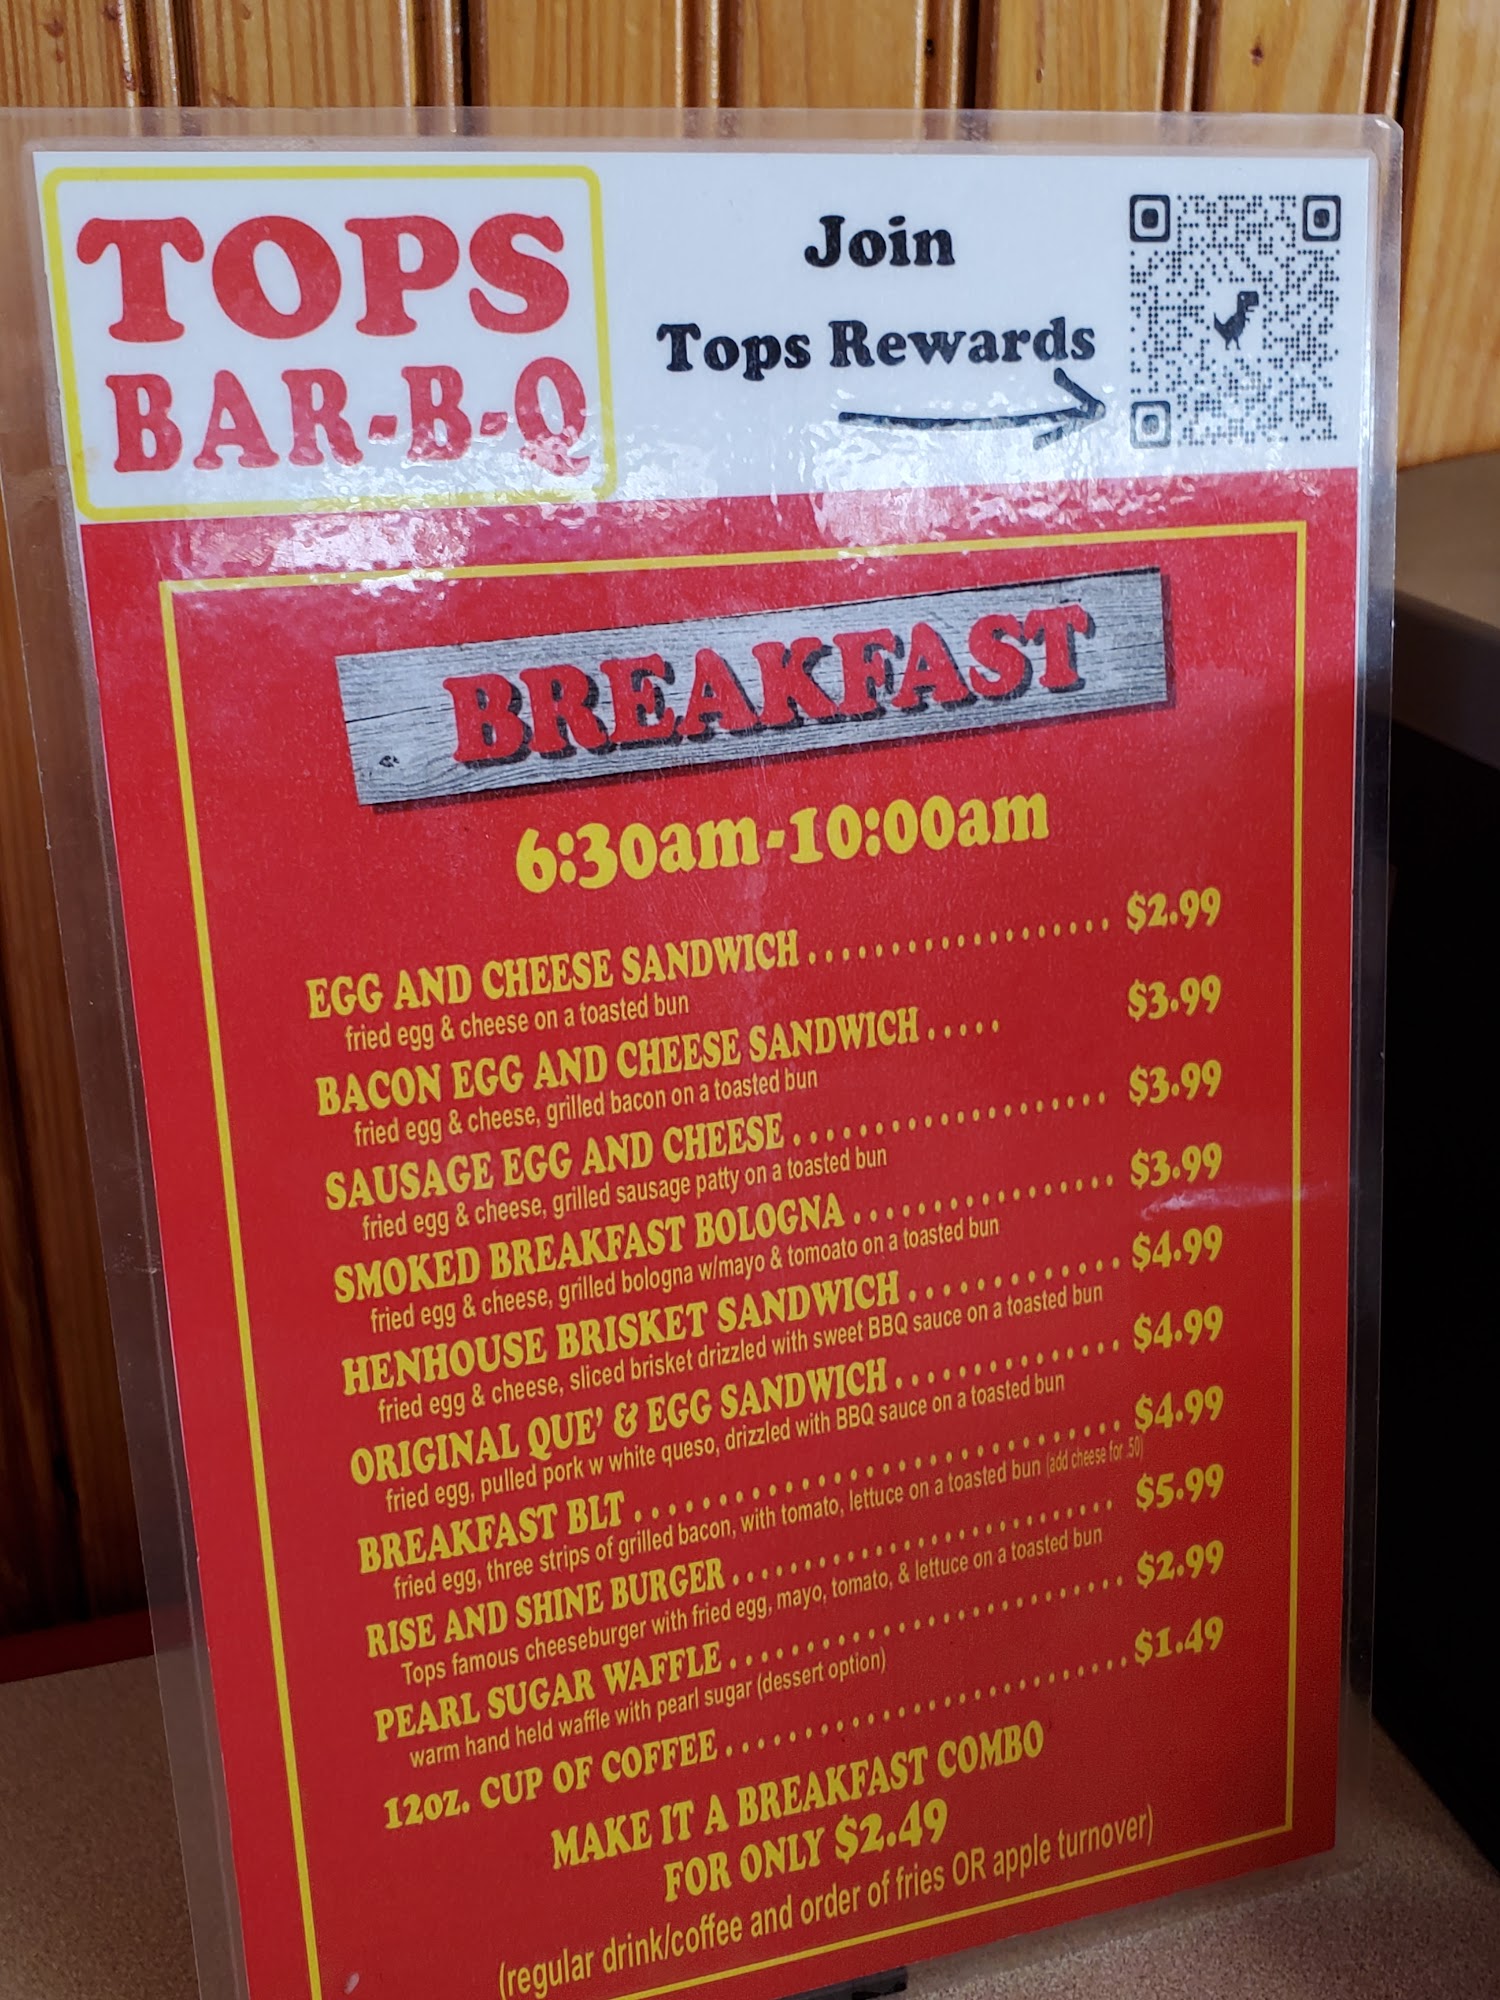 TOPS
BAR-B-Q
Join
Tops Rewards
BREAKFAST
6:30am-10:00am
EGG AND CHEESE SANDWICH . . . . . . . . . . . . . . . . . . . $2.99
fried egg & cheese on a toasted bun
BACON EGG AND CHEESE SANDWICH . . . . . $3.99
fried egg & cheese, grilled bacon on a toasted bun
SAUSAGE EGG AND CHEESE . . . . . . . . . . . . . . . . . . . . $3.99
fried egg & cheese, grilled sausage patty on a toasted bun
SMOKED BREAKFAST BOLOGNA . . . . . . . . . . . . . . . . . $3.99
fried egg & cheese, grilled bologna w/mayo & tomoato on a toasted bun
HENHOUSE BRISKET SANDWICH . . . . . . . . . . . . . $4.99
fried egg & cheese, sliced brisket drizzled with sweet BBQ sauce on a toasted bun
ORIGINAL QUE' & EGG SANDWICH . . . . . . . . . . . . . . $4.99
fried egg, pulled pork w white queso, drizzled with BBQ sauce on a toasted bun
BREAKFAST BLT . . . . . . . . . . . . . . . . . . . . . . . . . . . . . $4.99
fried egg, three strips of grilled bacon, with tomato, lettuce on a toasted bun (add cheese for .50)
RISE AND SHINE BURGER . . . . . . . . . . . . . . . . . . . . . . . $5.99
Tops famous cheeseburger with fried egg, mayo, tomato, & lettuce on a toasted bun
PEARL SUGAR WAFFLE . . . . . . . . . . . . . . . . . . . . . . . . $2.99
warm hand held waffle with pearl sugar (dessert option)
12oz. CUP OF COFFEE . . . . . . . . . . . . . . . . . . . . . . . . $1.49
MAKE IT A BREAKFAST COMBO
FOR ONLY $2.49
(regular drink/coffee and order of fries OR apple turnover)